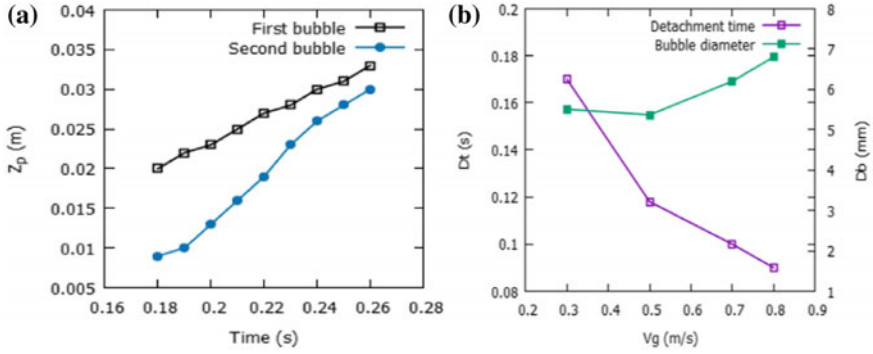 (a)
First bubble
Second bubble
0.04
0.035
0.03
0.025
0.02
0.015
0.01
0.005
Zp (m)
0.16 0.18 0.2 0.22 0.24 0.26 0.28
Time (s)
(b)
Detachment time
Bubble diameter
0.2
0.18
0.16
0.14
0.12
0.1
0.08
Dt (s)
8
7
6
5
4
3
2
1
Db (mm)
0.2 0.3 0.4 0.5 0.6 0.7 0.8 0.9
Vg (m/s)